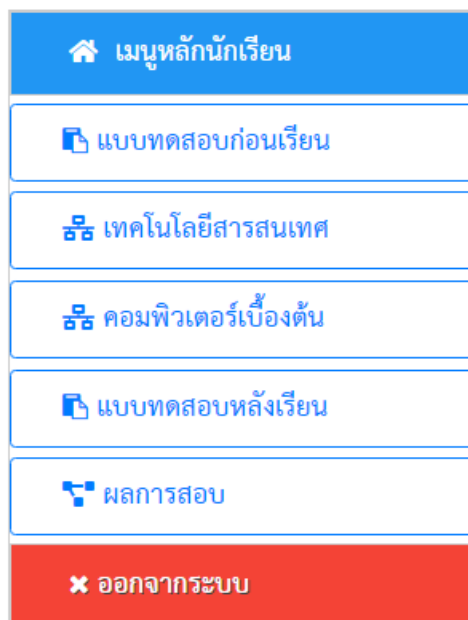 เมนูหลักนักเรียน
แบบทดสอบก่อนเรียน
เทคโนโลยีสารสนเทศ
คอมพิวเตอร์เบื้องต้น
แบบทดสอบหลังเรียน
ผลการสอบ
ออกจากระบบ